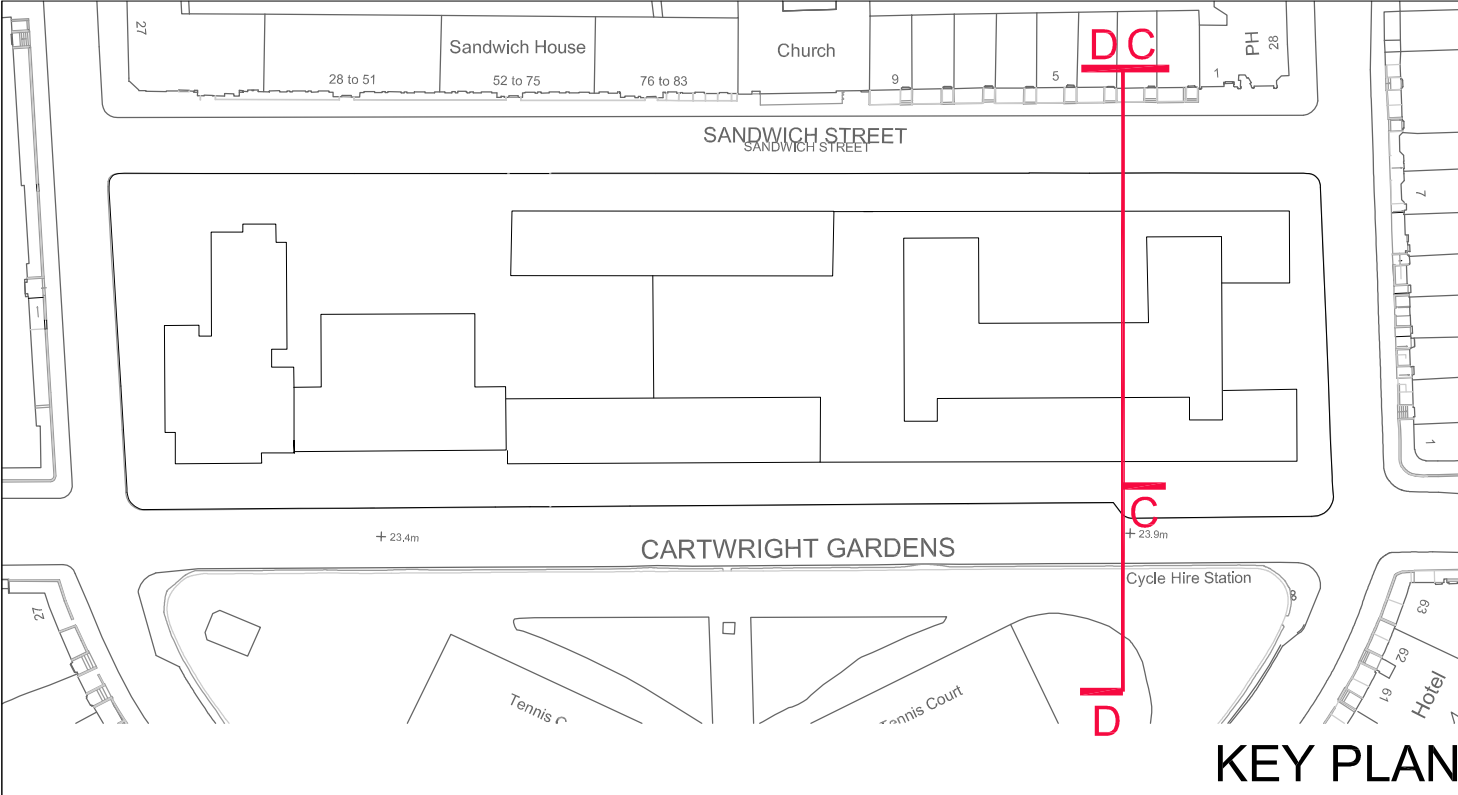 27
Sandwich House
28 to 51
52 to 75
76 to 83
Church
9
5
1
PH
28
D C
SANDWICH STREET
SANDWICH STREET
7
1
C
23.4m
23.9m
CARTWRIGHT GARDENS
Cycle Hire Station
8
27
63
62
61
Hotel
Tennis C
Tennis Court
D
KEY PLAN